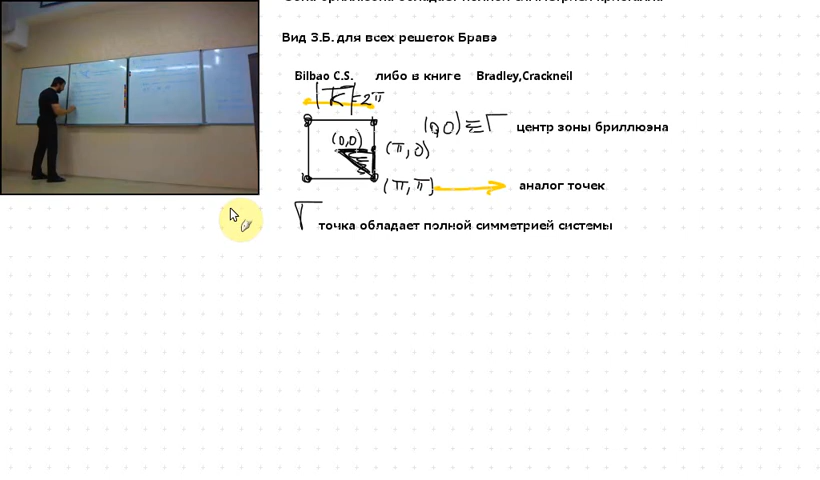 Вид З.Б. для всех решеток Бравэ
Bilbao C.S. либо в книге Bradley,Crackneil
|K|=2π
(0,0)≡Γ центр зоны бриллюэна
(0,0)
(π,0)
(π,π) аналог точек
Γ точка обладает полной симметрией системы